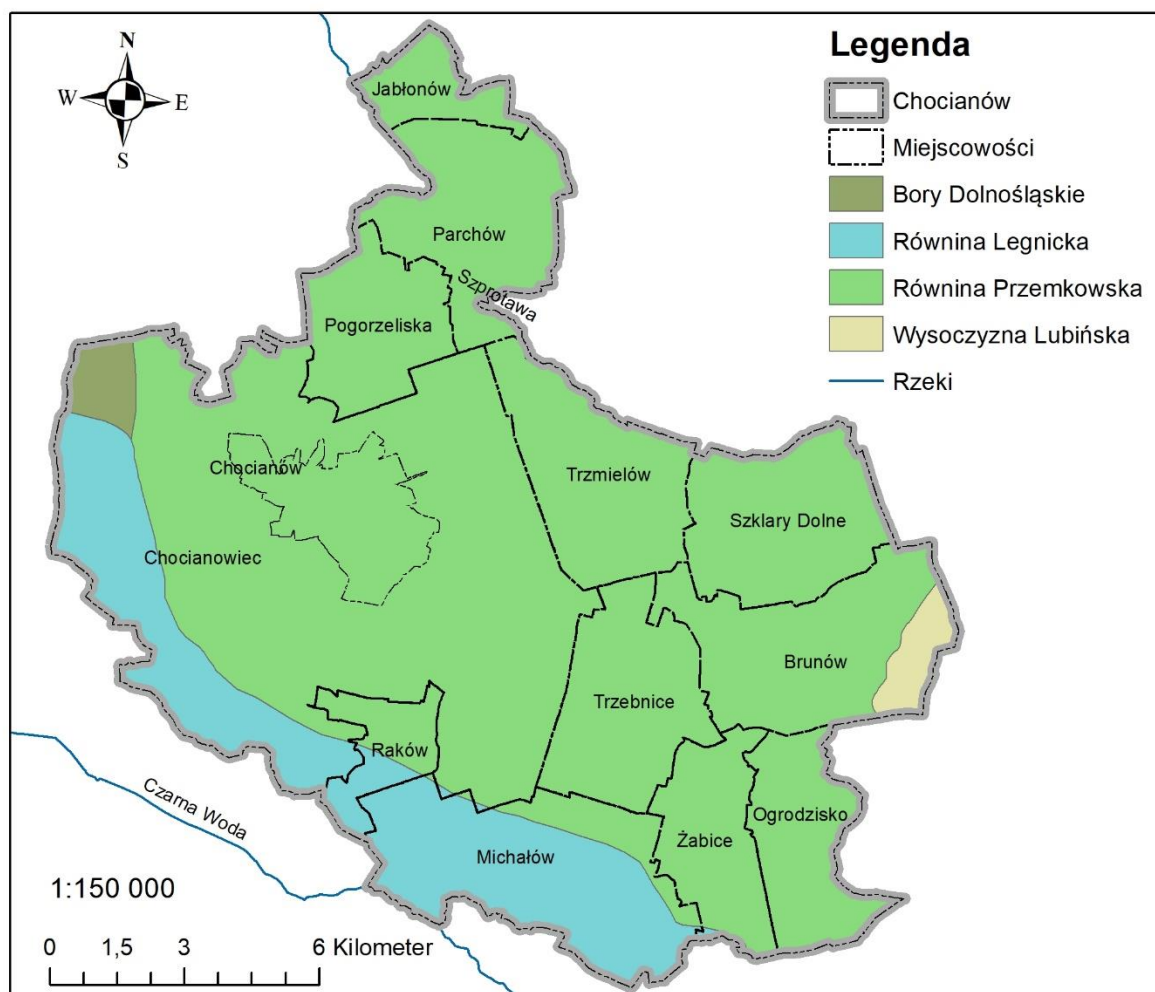 N
W
E
S
Legenda
Chocianów
Miejscowości
Bory Dolnośląskie
Równina Legnicka
Równina Przemkowska
Wysoczyzna Lubińska
Rzeki
Jabłonów
Parchów
Szprotawa
Pogorzeliska
Chocianów
Trzmielów
Szklary Dolne
Chocianowiec
Brunów
Trzebnice
Raków
Czarna Woda
Ogrodzisko
Żabice
Michałów
1:150 000
0 1,5 3 6 Kilometer